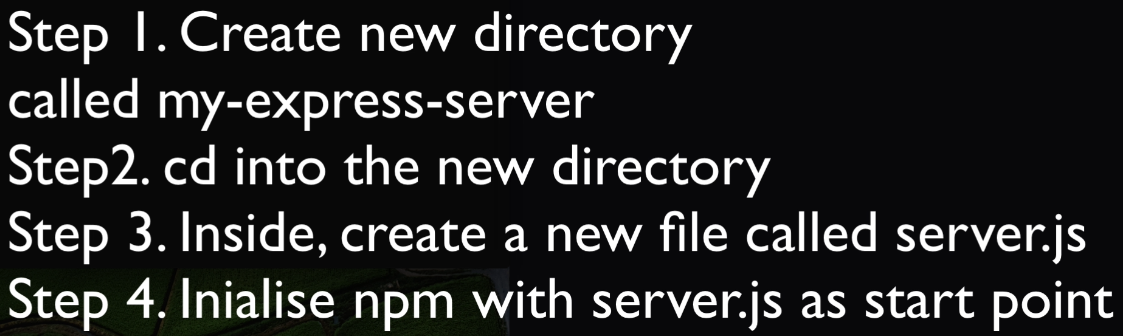 Step 1. Create new directory
called my-express-server
Step2. cd into the new directory
Step 3. Inside, create a new file called server.js
Step 4. Inialise npm with server.js as start point